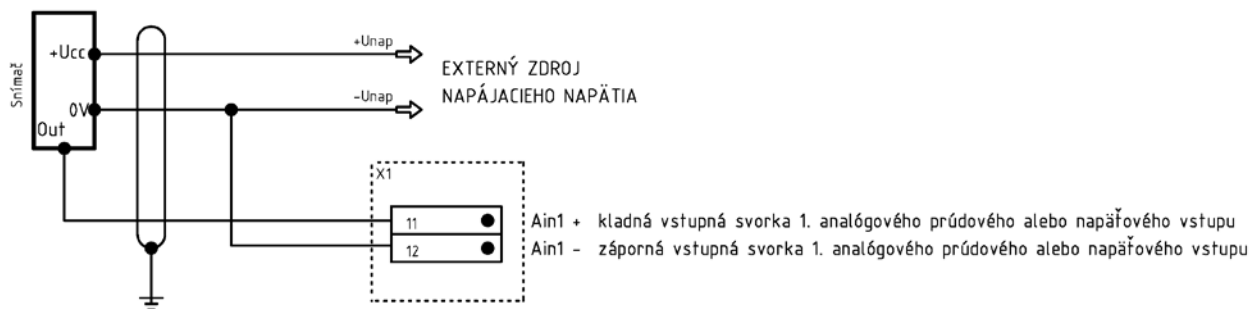 Snímač
+Ucc
0V
Out
+Unap
-Unap
EXTERNÝ ZDROJ
NAPÁJACIEHO NAPÄTIA
X1
11
12
Ain1 + kladná vstupná svorka 1. analógového prúdového alebo napäťového vstupu
Ain1 - záporná vstupná svorka 1. analógového prúdového alebo napäťového vstupu